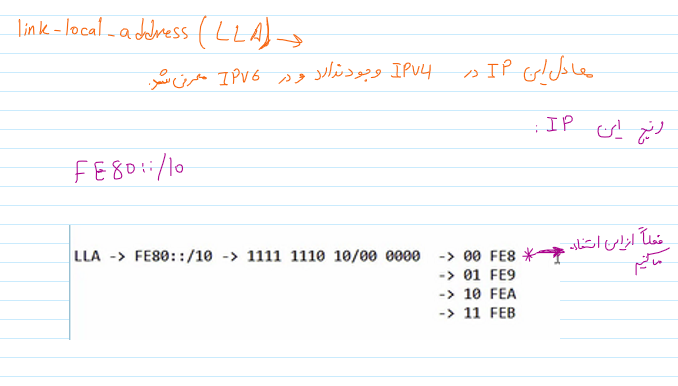 link-local-address (LLA) →
معادل این IP در IPV4 وجود ندارد و در IPV6 معرفی شد.
رنج این IP :
FE80::/10
LLA -> FE80::/10 -> 1111 1110 10/00 0000 -> 00 FE8 * → فعلاً از این استفاده میکنیم
-> 01 FE9
-> 10 FEA
-> 11 FEB